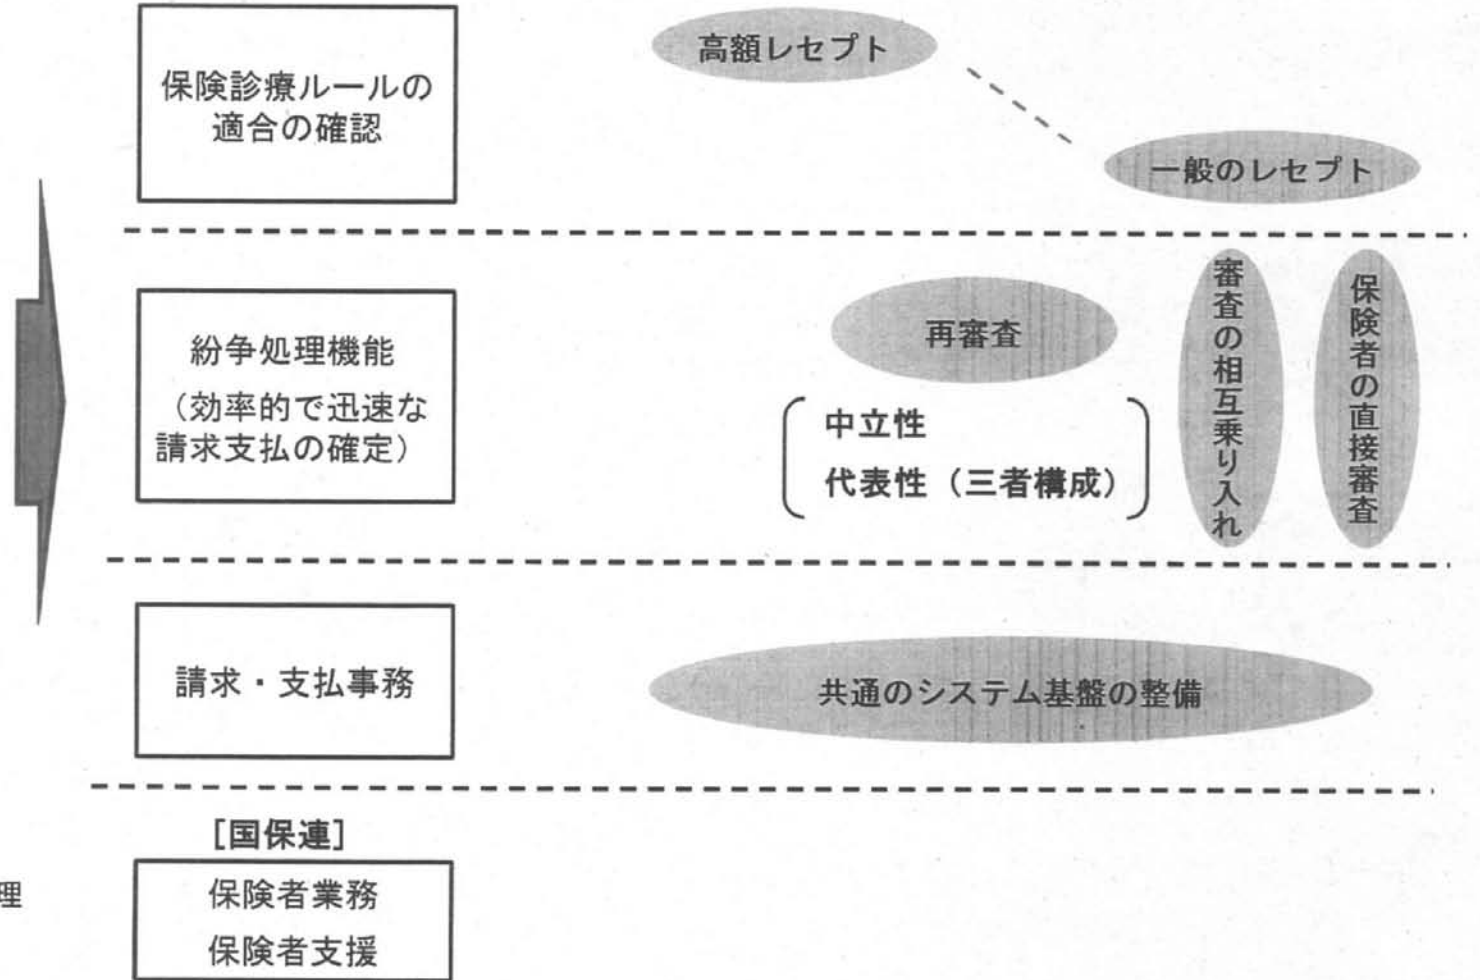 保険診療ルールの
適合の確認
高額レセプト
一般のレセプト
紛争処理機能
（効率的で迅速な
請求支払の確定）
再審査
中立性
代表性（三者構成）
審査の相互乗り入れ
保険者の直接審査
請求・支払事務
共通のシステム基盤の整備
[国保連]
理
保険者業務
保険者支援